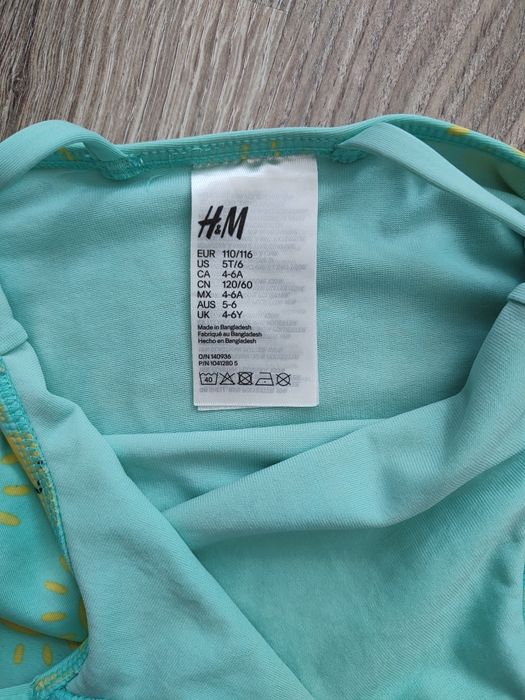 H&M
EUR 110/116
US 5T/6
CA 4-6A
CN 120/60
MX 4-6A
AUS 5-6
UK 4-6Y
Made in Bangladesh
Fabriqué au Bangladesh
Hecho en Bangladesh
O/N 140936
P/N 1041280 5
40